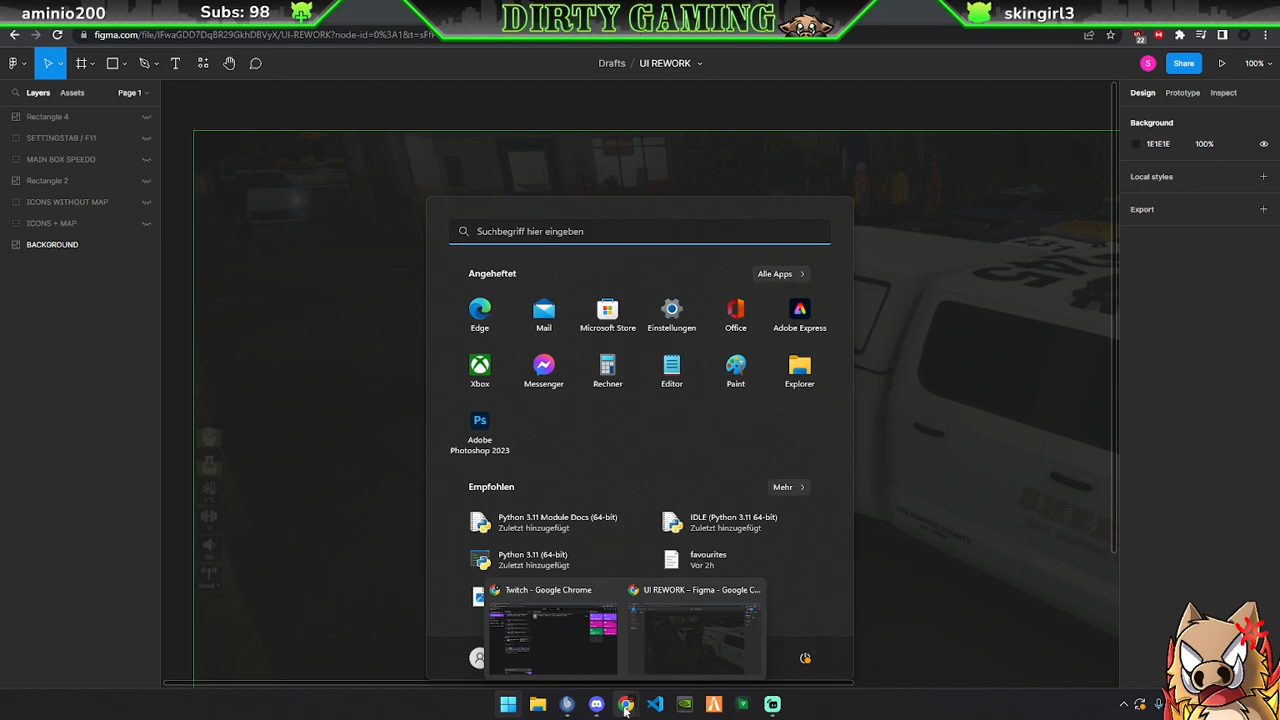 aminio200
Subs: 98
DIRTY GAMING
skingirl3
figma.com/file/IFwaGDD7DqBR29GkhDBVyX/UI-REWORK?node-id=0%3A1&t=sFf
22
Drafts / UI REWORK
S
Share
100%
Layers
Assets
Page 1
Design
Prototype
Inspect
Rectangle 4
SETTINGSTAB / F11
MAIN BOX SPEEDO
Rectangle 2
ICONS WITHOUT MAP
ICONS + MAP
BACKGROUND
Background
1E1E1E
100%
Local styles
Export
Suchbegriff hier eingeben
Angeheftet
Alle Apps
Edge
Mail
Microsoft Store
Einstellungen
Office
Adobe Express
Xbox
Messenger
Rechner
Editor
Paint
Explorer
Ps
Adobe
Photoshop 2023
Empfohlen
Mehr
Python 3.11 Module Docs (64-bit)
Zuletzt hinzugefügt
IDLE (Python 3.11 64-bit)
Zuletzt hinzugefügt
Python 3.11 (64-bit)
Zuletzt hinzugefügt
favourites
Vor 2h
Twitch - Google Chrome
UI REWORK – Figma - Google C...